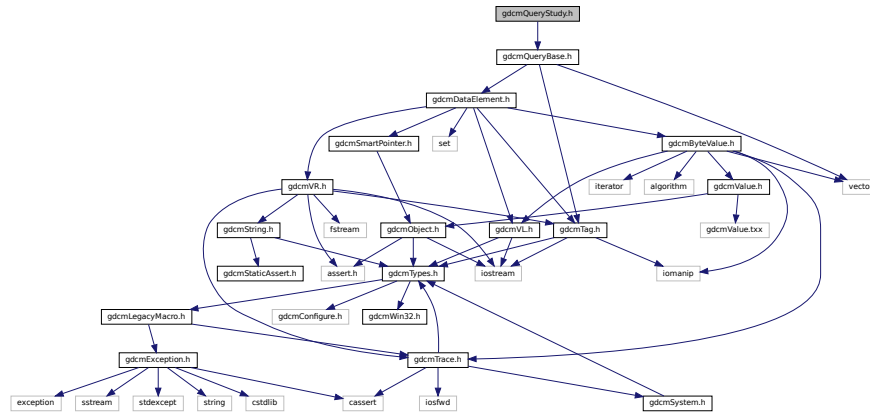 gdcmQueryStudy.h
gdcmQueryBase.h
gdcmDataElement.h
gdcmSmartPointer.h
set
gdcmByteValue.h
gdcmVR.h
iterator
algorithm
gdcmValue.h
vecto
gdcmString.h
fstream
gdcmObject.h
gdcmVL.h
gdcmTag.h
gdcmValue.txx
gdcmStaticAssert.h
assert.h
gdcmTypes.h
iostream
iomanip
gdcmLegacyMacro.h
gdcmConfigure.h
gdcmWin32.h
gdcmException.h
gdcmTrace.h
exception
sstream
stdexcept
string
cstdlib
cassert
iosfwd
gdcmSystem.h